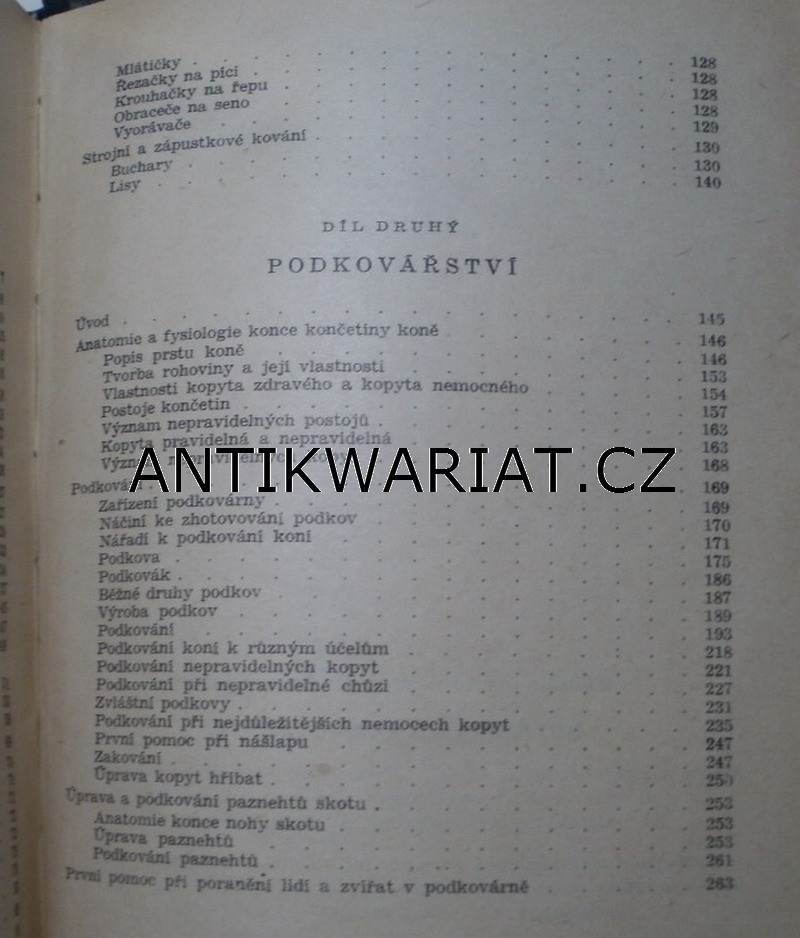 Mlátičky 128
Řezačky na píci 128
Krouhačky na řepu 128
Obraceče na seno 128
Vyorávače 129
Strojní a zápustkové kování 130
Buchary 130
Lisy 140
DÍL DRUHÝ
PODKOVÁŘSTVÍ
Úvod 145
Anatomie a fysiologie konce končetiny koně 146
Popis prstu koně 146
Tvorba rohoviny a její vlastnosti 153
Vlastnosti kopyta zdravého a kopyta nemocného 154
Postoje končetin 157
Význam nepravidelných postojů 163
Kopyta pravidelná a nepravidelná 163
168
ANTIKWARIAT.CZ
Podkování 169
Zařízení podkovárny 169
Náčiní ke zhotovování podkov 170
Nářadí k podkování koní 171
Podkova 175
Podkovák 186
Běžné druhy podkov 187
Výroba podkov 189
Podkování 193
Podkování koní k různým účelům 218
Podkování nepravidelných kopyt 221
Podkování při nepravidelné chůzi 227
Zvláštní podkovy 231
Podkování při nejdůležitějších nemocech kopyt 235
První pomoc při nášlapu 247
Zakování 247
Úprava kopyt hříbat 250
Úprava a podkování paznehtů skotu 253
Anatomie konce nohy skotu 253
Úprava paznehtů 253
Podkování paznehtů 261
První pomoc při poranění lidí a zvířat v podkovárně 263